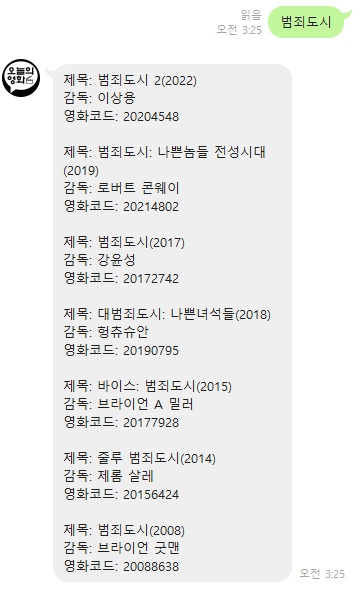 읽음
오전 3:25
범죄도시
오늘의
영화
제목: 범죄도시 2(2022)
감독: 이상용
영화코드: 20204548
제목: 범죄도시: 나쁜놈들 전성시대
(2019)
감독: 로버트 콘웨이
영화코드: 20214802
제목: 범죄도시(2017)
감독: 강윤성
영화코드: 20172742
제목: 대범죄도시: 나쁜녀석들(2018)
감독: 헝츄슈안
영화코드: 20190795
제목: 바이스: 범죄도시(2015)
감독: 브라이언 A 밀러
영화코드: 20177928
제목: 줄루 범죄도시(2014)
감독: 제롬 살레
영화코드: 20156424
제목: 범죄도시(2008)
감독: 브라이언 굿맨
영화코드: 20088638
오전 3:25